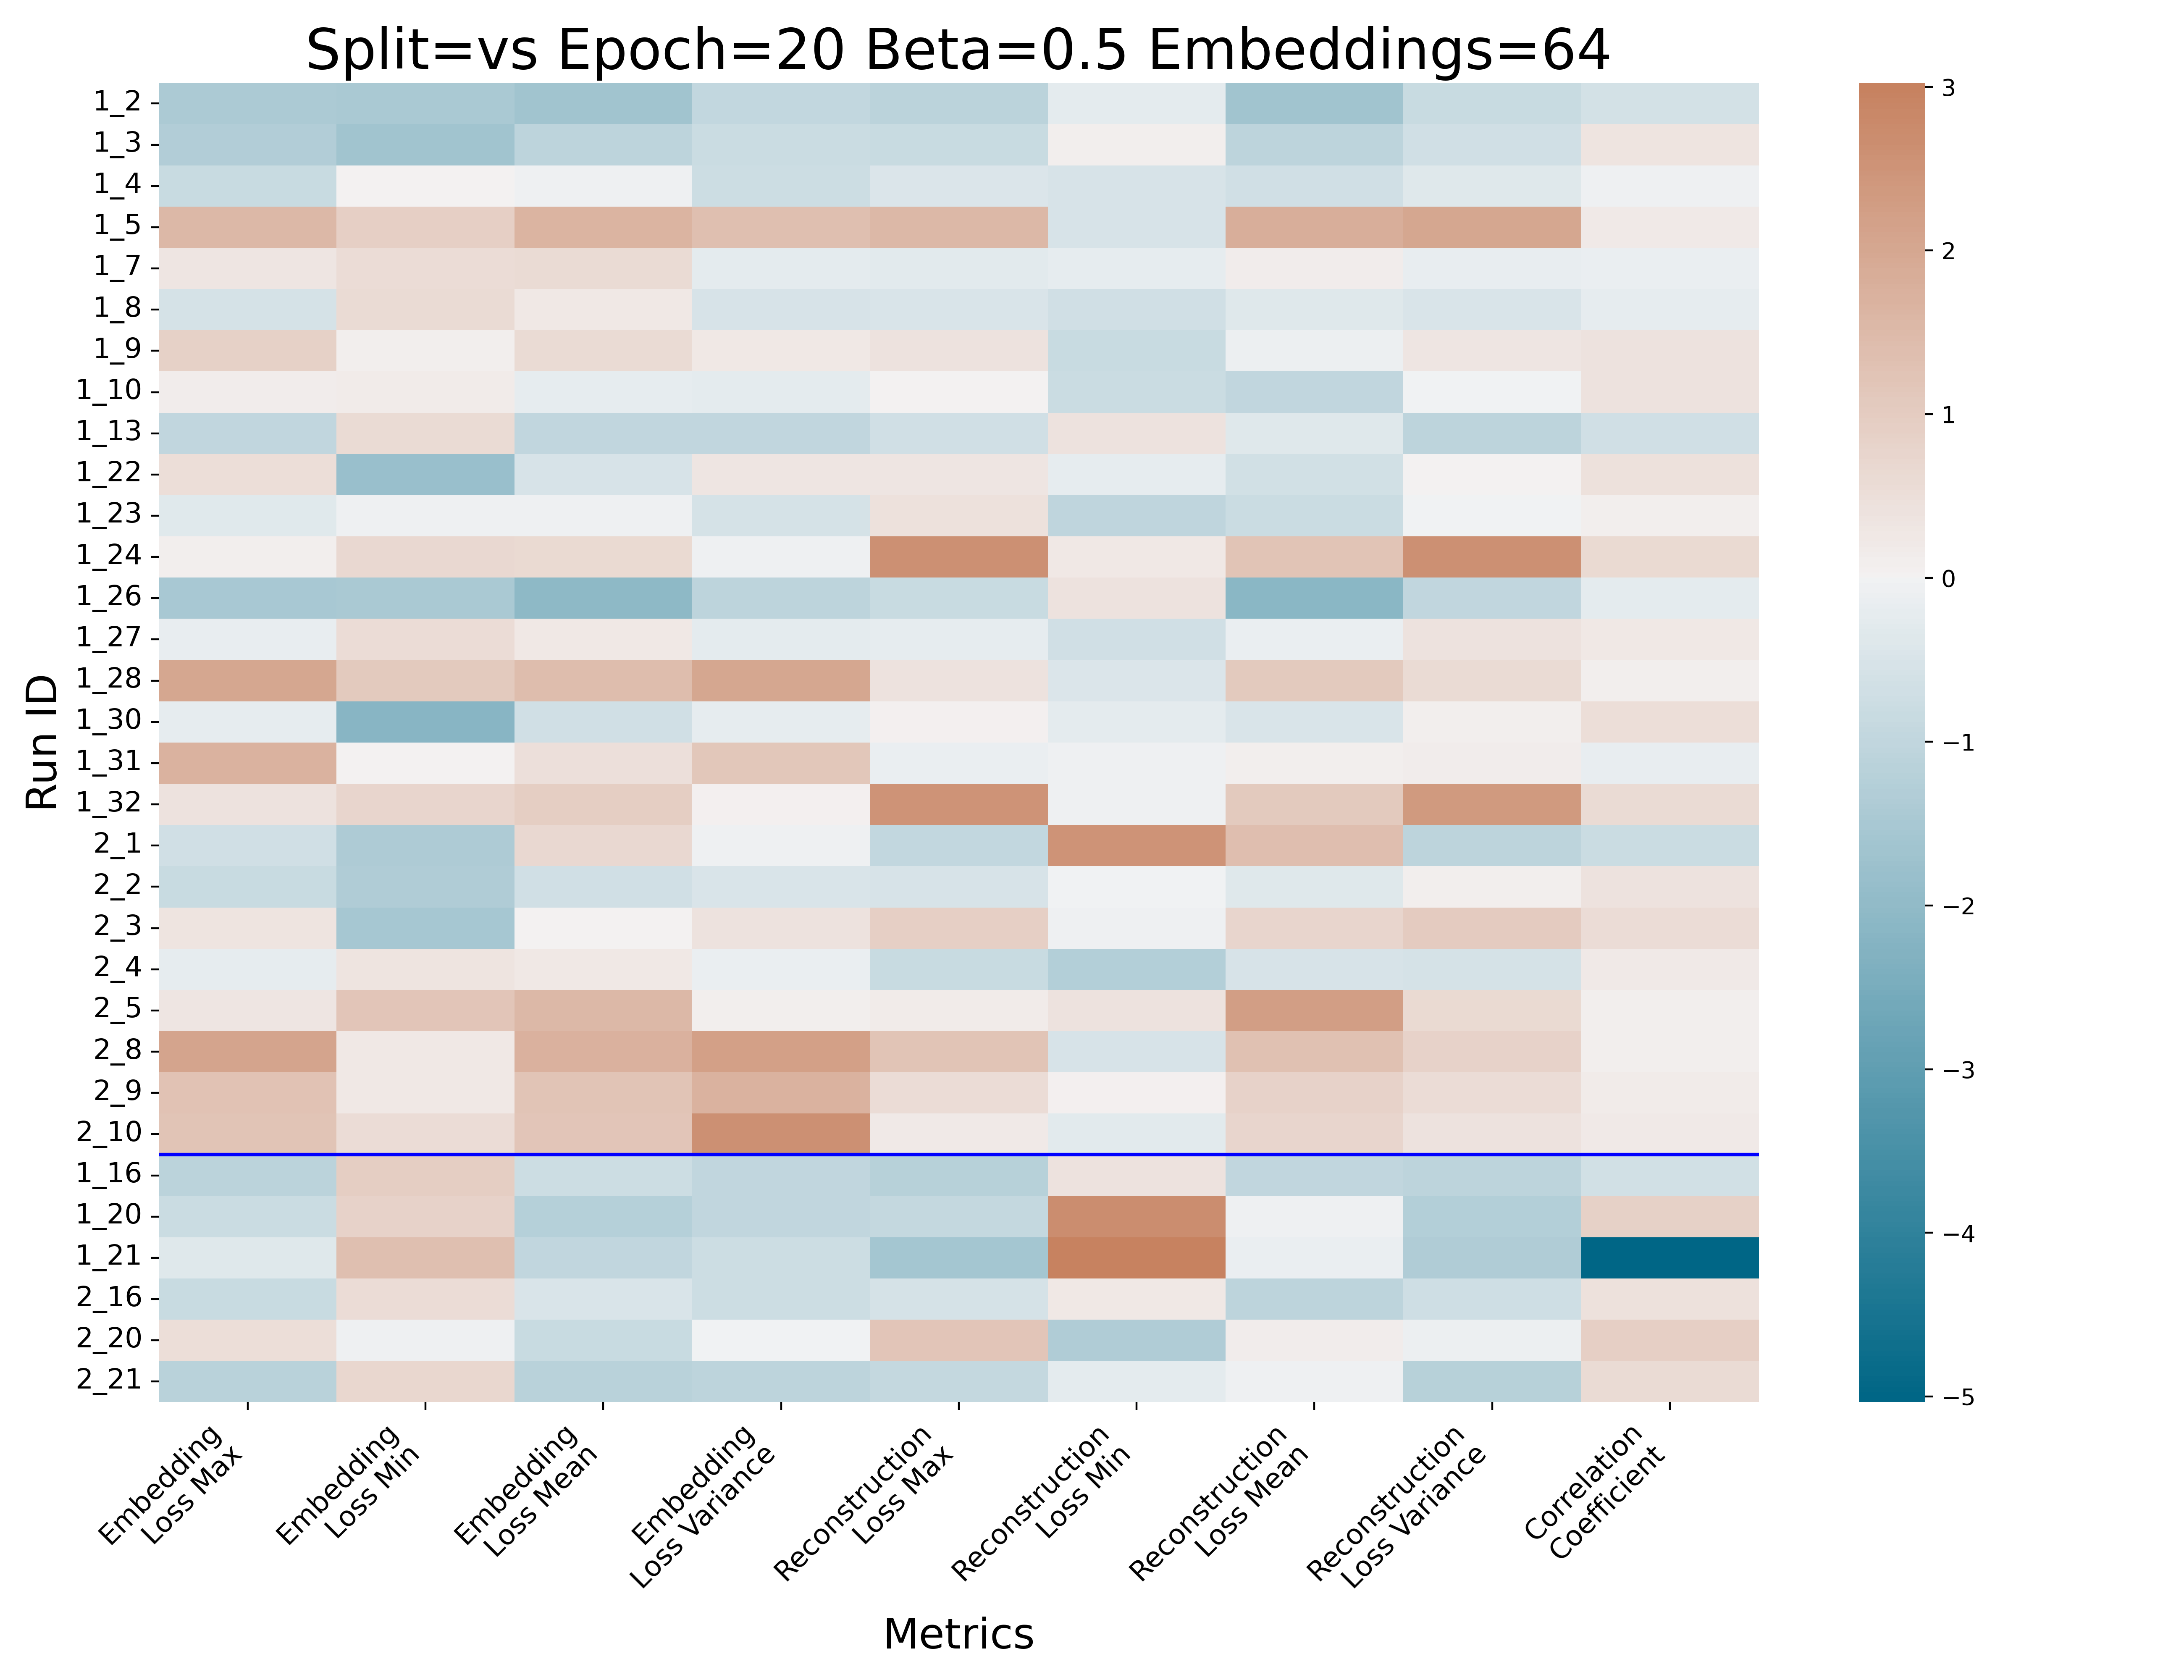 Split=vs Epoch=20 Beta=0.5 Embeddings=64
Run ID
1_2
1_3
1_4
1_5
1_7
1_8
1_9
1_10
1_13
1_22
1_23
1_24
1_26
1_27
1_28
1_30
1_31
1_32
2_1
2_2
2_3
2_4
2_5
2_8
2_9
2_10
1_16
1_20
1_21
2_16
2_20
2_21
Embedding
Loss Max
Embedding
Loss Min
Embedding
Loss Mean
Embedding
Loss Variance
Reconstruction
Loss Max
Reconstruction
Loss Min
Reconstruction
Loss Mean
Reconstruction
Loss Variance
Correlation
Coefficient
Metrics
3
2
1
0
−1
−2
−3
−4
−5